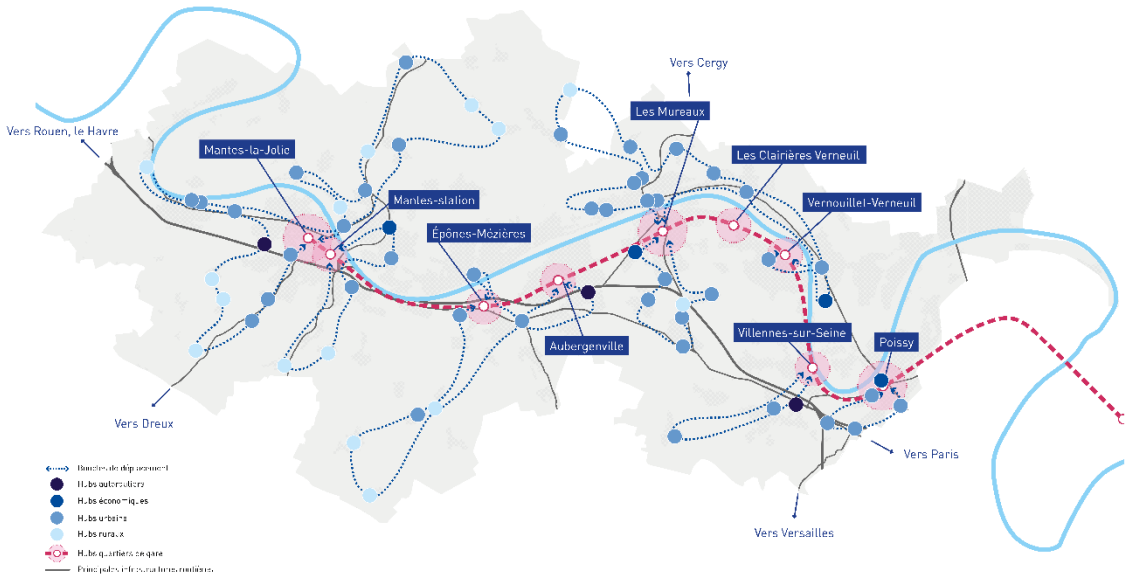 Vers Cergy
Les Mureaux
Vers Rouen, le Havre
Mantes-la-Jolie
Les Clairières Verneuil
Mantes-station
Vernouillet-Verneuil
Épônes-Mézières
Aubergenville
Villennes-sur-Seine
Poissy
Vers Dreux
Vers Paris
Vers Versailles
Boucles de déplacement
Hubs autoroutiers
Hubs économiques
Hubs urbains
Hubs ruraux
Hubs quartiers de gare
Principales infrastructures routières